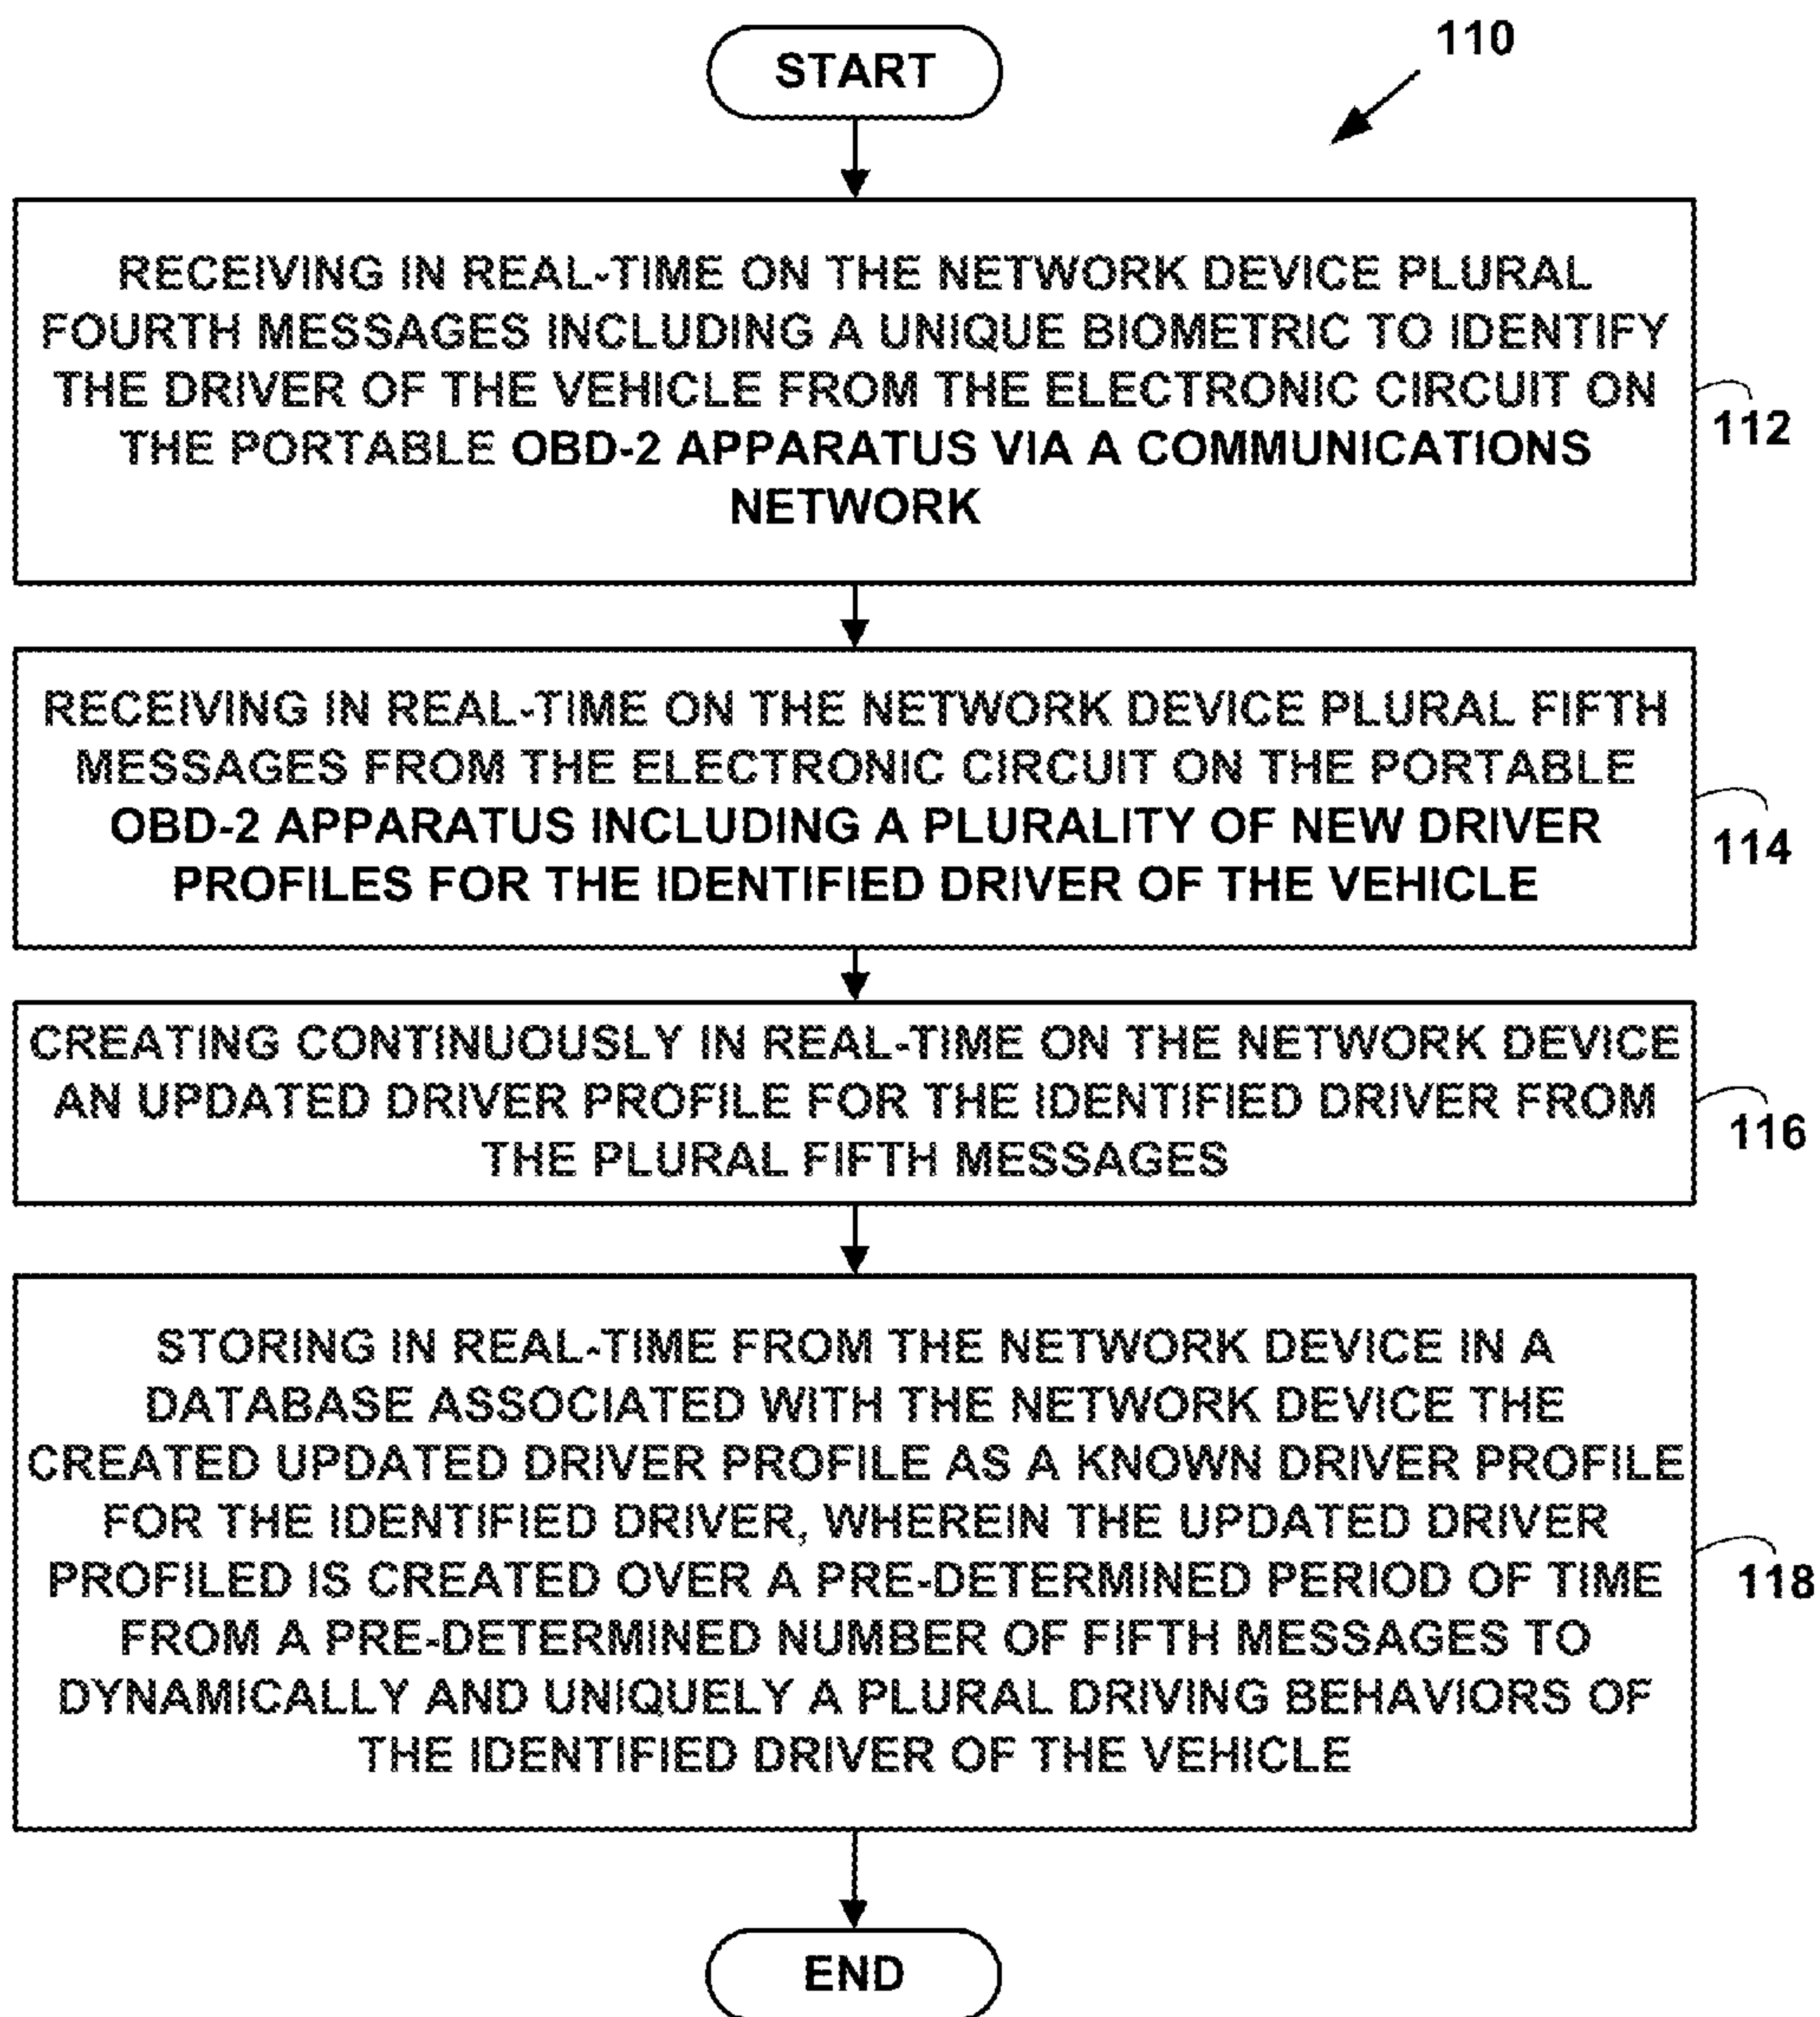 110
START
RECEIVING IN REAL-TIME ON THE NETWORK DEVICE PLURAL
FOURTH MESSAGES INCLUDING A UNIQUE BIOMETRIC TO IDENTIFY
THE DRIVER OF THE VEHICLE FROM THE ELECTRONIC CIRCUIT ON
THE PORTABLE OBD-2 APPARATUS VIA A COMMUNICATIONS
NETWORK
112
RECEIVING IN REAL-TIME ON THE NETWORK DEVICE PLURAL FIFTH
MESSAGES FROM THE ELECTRONIC CIRCUIT ON THE PORTABLE
OBD-2 APPARATUS INCLUDING A PLURALITY OF NEW DRIVER
PROFILES FOR THE IDENTIFIED DRIVER OF THE VEHICLE
114
CREATING CONTINUOUSLY IN REAL-TIME ON THE NETWORK DEVICE
AN UPDATED DRIVER PROFILE FOR THE IDENTIFIED DRIVER FROM
THE PLURAL FIFTH MESSAGES
116
STORING IN REAL-TIME FROM THE NETWORK DEVICE IN A
DATABASE ASSOCIATED WITH THE NETWORK DEVICE THE
CREATED UPDATED DRIVER PROFILE AS A KNOWN DRIVER PROFILE
FOR THE IDENTIFIED DRIVER, WHEREIN THE UPDATED DRIVER
PROFILED IS CREATED OVER A PRE-DETERMINED PERIOD OF TIME
FROM A PRE-DETERMINED NUMBER OF FIFTH MESSAGES TO
DYNAMICALLY AND UNIQUELY A PLURAL DRIVING BEHAVIORS OF
THE IDENTIFIED DRIVER OF THE VEHICLE
118
END